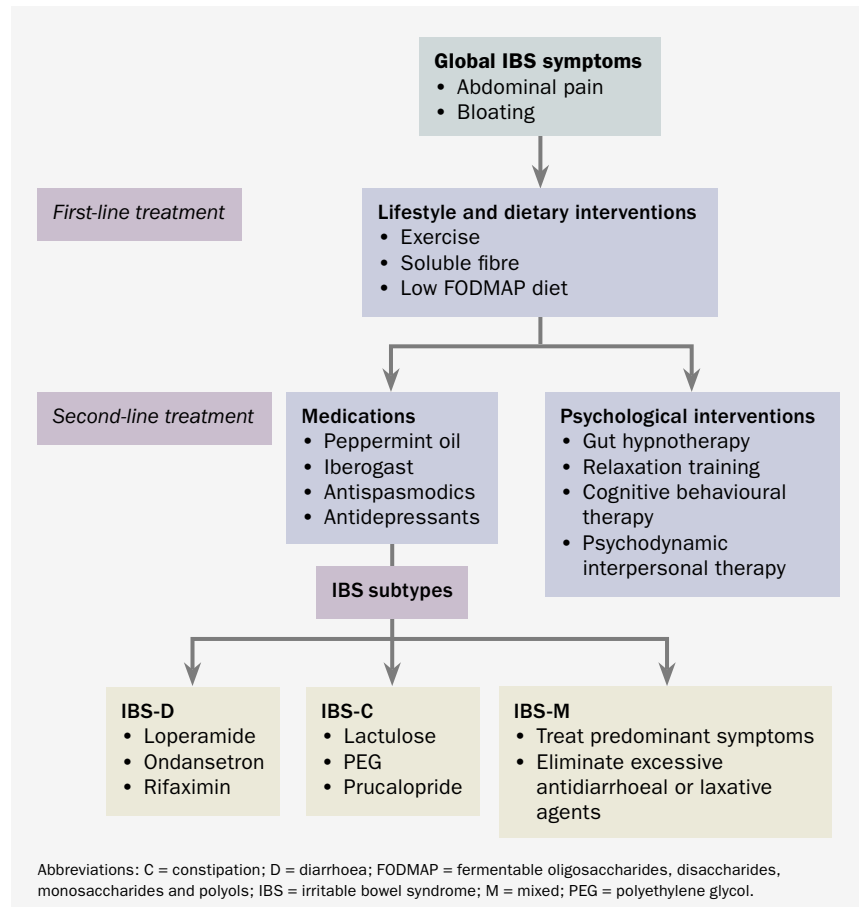 Global IBS symptoms
• Abdominal pain
• Bloating
First-line treatment
Lifestyle and dietary interventions
• Exercise
• Soluble fibre
• Low FODMAP diet
Second-line treatment
Medications
• Peppermint oil
• Iberogast
• Antispasmodics
• Antidepressants
Psychological interventions
• Gut hypnotherapy
• Relaxation training
• Cognitive behavioural
therapy
• Psychodynamic
interpersonal therapy
IBS subtypes
IBS-D
• Loperamide
• Ondansetron
• Rifaximin
IBS-C
• Lactulose
• PEG
• Prucalopride
IBS-M
• Treat predominant symptoms
• Eliminate excessive
antidiarrhoeal or laxative
agents
Abbreviations: C = constipation; D = diarrhoea; FODMAP = fermentable oligosaccharides, disaccharides,
monosaccharides and polyols; IBS = irritable bowel syndrome; M = mixed; PEG = polyethylene glycol.